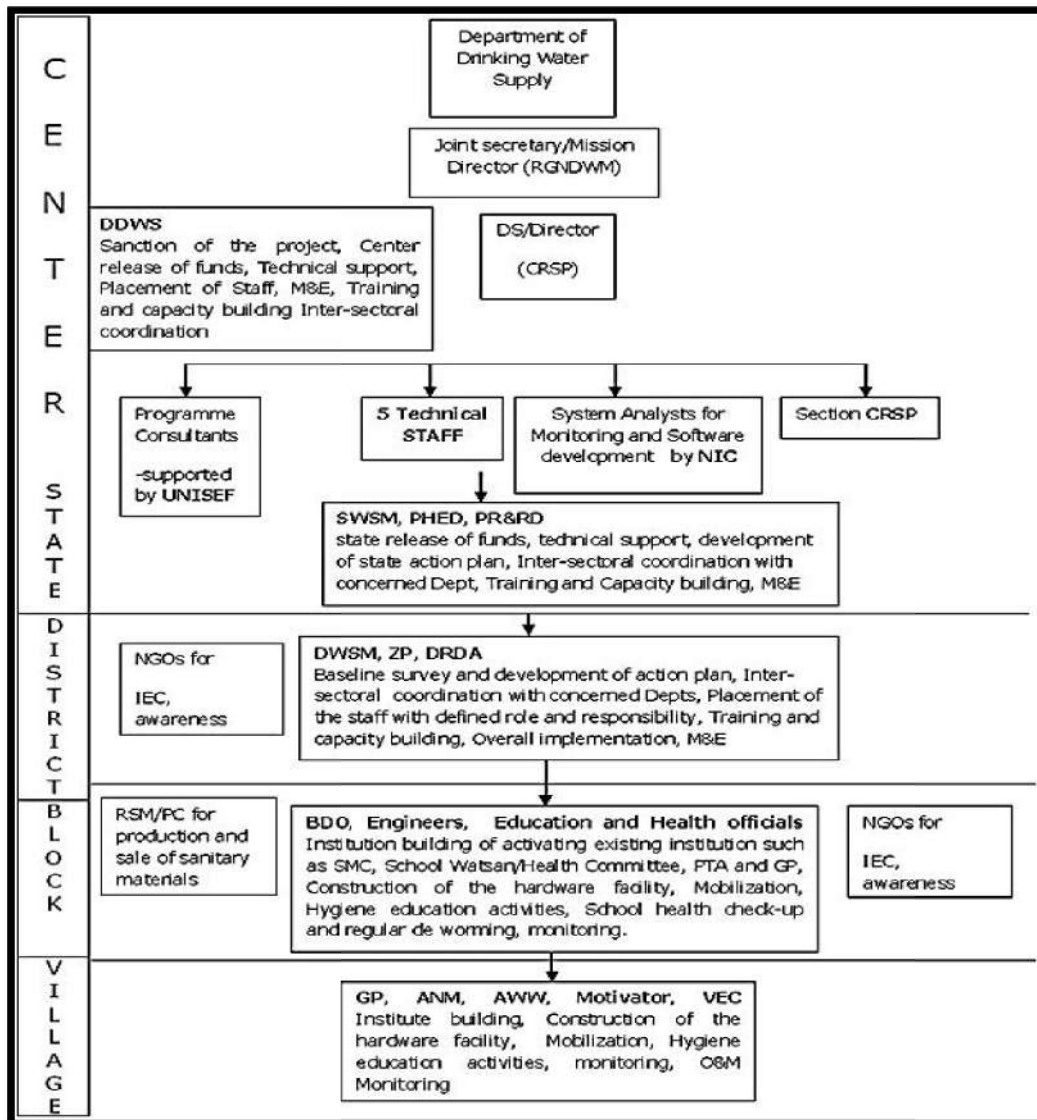 CENTER
Department of
Drinking Water
Supply
Joint secretary/Mission
Director (RGNDWM)
DDWS
Sanction of the project, Center
release of funds, Technical support,
Placement of Staff, M&E, Training
and capacity building Inter-sectoral
coordination
DS/Director
(CRSP)
Programme
Consultants
-supported
by UNISEF
5 Technical
STAFF
System Analysts for
Monitoring and Software
development by NIC
Section CRSP
STATE
SWSM, PHED, PR&RD
state release of funds, technical support, development
of state action plan, Inter-sectoral coordination with
concerned Dept, Training and Capacity building, M&E
DISTRICT
NGOs for
IEC,
awareness
DWSM, ZP, DRDA
Baseline survey and development of action plan, Inter-
sectoral coordination with concerned Depts, Placement of
the staff with defined role and responsibility, Training and
capacity building, Overall implementation, M&E
BLOCK
RSM/PC for
production and
sale of sanitary
materials
BDO, Engineers, Education and Health officials
Institution building of activating existing institution such
as SMC, School Watsan/Health Committee, PTA and GP,
Construction of the hardware facility, Mobilization,
Hygiene education activities, School health check-up
and regular de worming, monitoring.
NGOs for
IEC,
awareness
VILLAGE
GP, ANM, AWW, Motivator, VEC
Institute building, Construction of the
hardware facility, Mobilization, Hygiene
education activities, monitoring, O&M
Monitoring